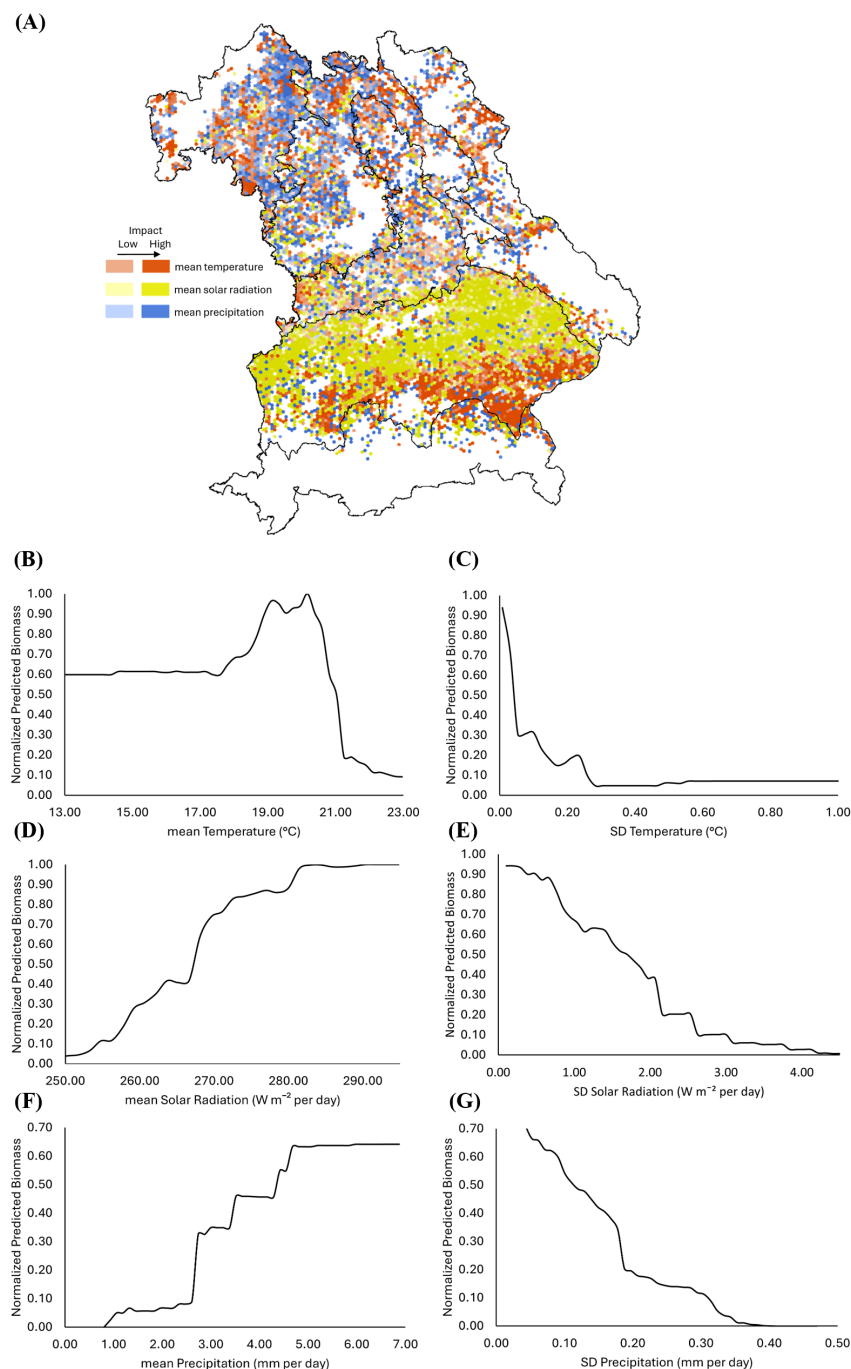 (A)
Impact
Low High
mean temperature
mean solar radiation
mean precipitation
(B)
Normalized Predicted Biomass
1.00
0.90
0.80
0.70
0.60
0.50
0.40
0.30
0.20
0.10
0.00
13.00 15.00 17.00 19.00 21.00 23.00
mean Temperature (°C)
(C)
Normalized Predicted Biomass
1.00
0.90
0.80
0.70
0.60
0.50
0.40
0.30
0.20
0.10
0.00
0.00 0.20 0.40 0.60 0.80 1.00
SD Temperature (°C)
(D)
Normalized Predicted Biomass
1.00
0.90
0.80
0.70
0.60
0.50
0.40
0.30
0.20
0.10
0.00
250.00 260.00 270.00 280.00 290.00
mean Solar Radiation (W m⁻² per day)
(E)
Normalized Predicted Biomass
1.00
0.90
0.80
0.70
0.60
0.50
0.40
0.30
0.20
0.10
0.00
0.00 1.00 2.00 3.00 4.00
SD Solar Radiation (W m⁻² per day)
(F)
Normalized Predicted Biomass
0.70
0.60
0.50
0.40
0.30
0.20
0.10
0.00
0.00 1.00 2.00 3.00 4.00 5.00 6.00 7.00
mean Precipitation (mm per day)
(G)
Normalized Predicted Biomass
0.70
0.60
0.50
0.40
0.30
0.20
0.10
0.00
0.00 0.10 0.20 0.30 0.40 0.50
SD Precipitation (mm per day)